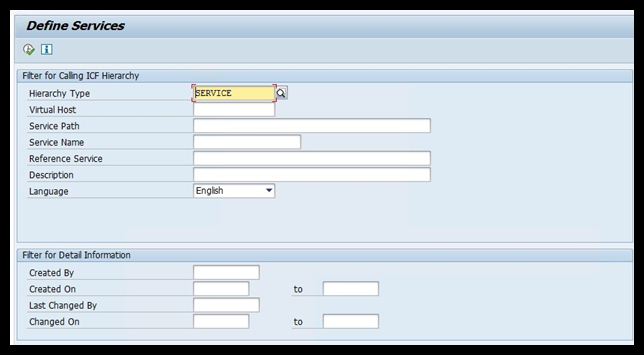 Define Services
Filter for Calling ICF Hierarchy
Hierarchy Type SERVICE
Virtual Host
Service Path
Service Name
Reference Service
Description
Language English
Filter for Detail Information
Created By
Created On to
Last Changed By
Changed On to